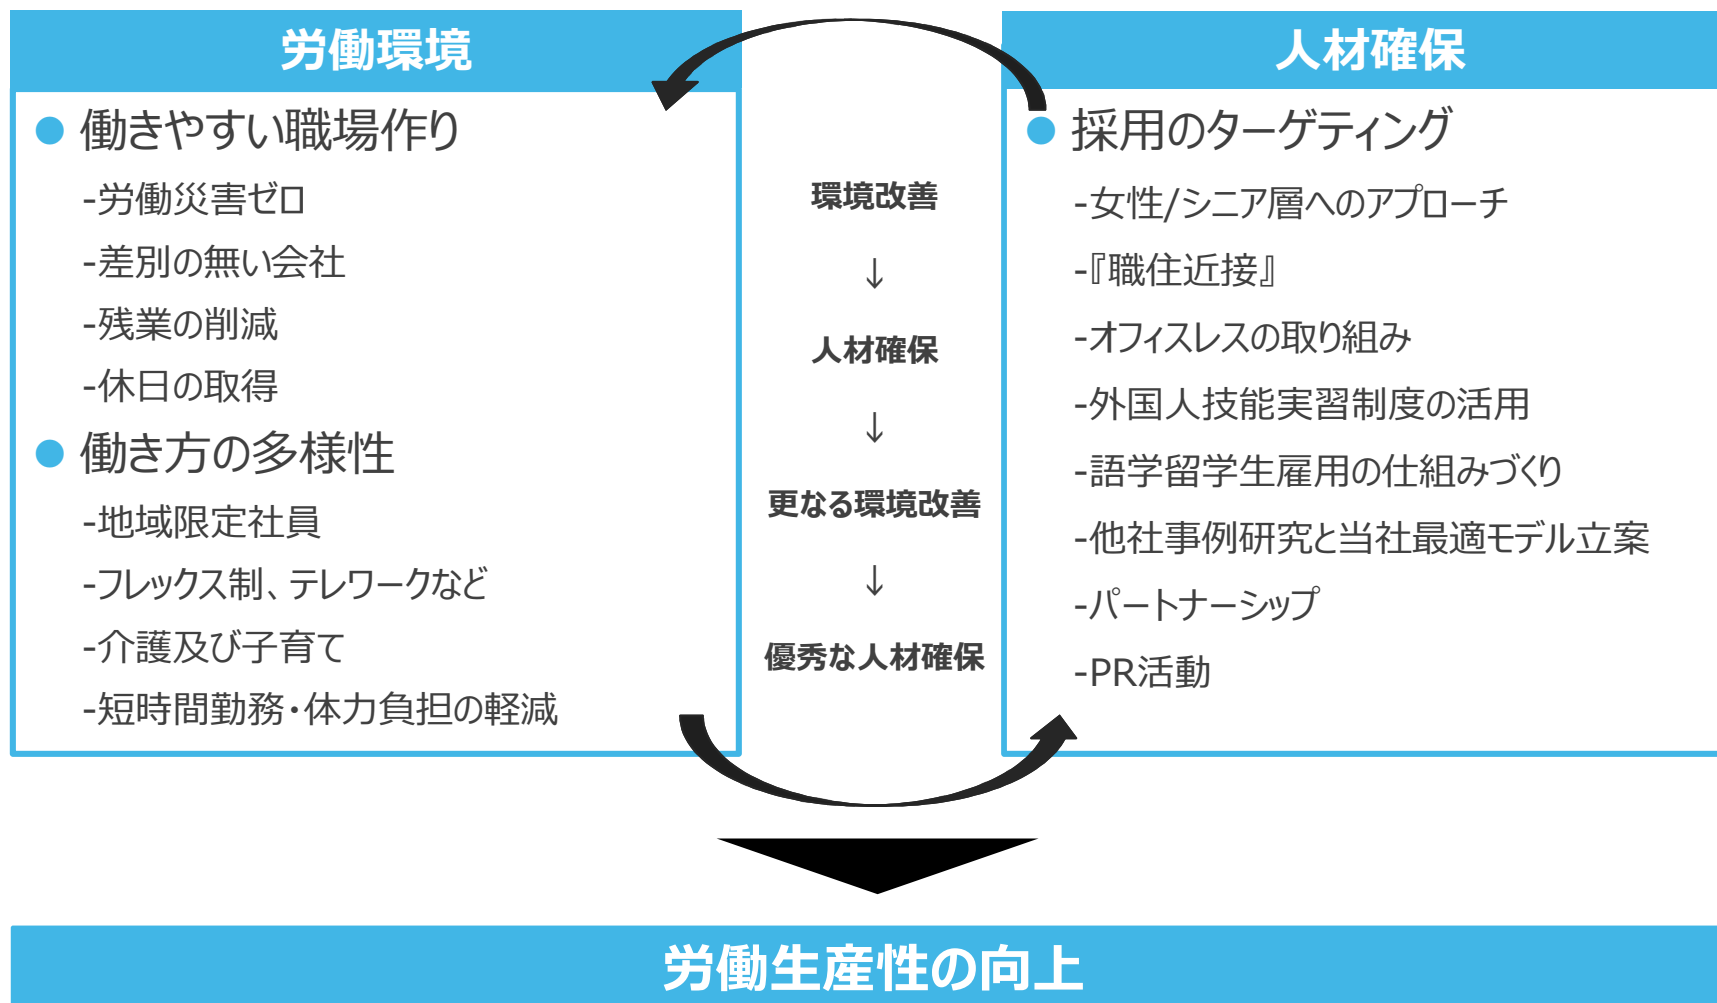 労働環境
● 働きやすい職場作り
-労働災害ゼロ
-差別の無い会社
-残業の削減
-休日の取得
● 働き方の多様性
-地域限定社員
-フレックス制、テレワークなど
-介護及び子育て
-短時間勤務・体力負担の軽減
環境改善
↓
人材確保
↓
更なる環境改善
↓
優秀な人材確保
人材確保
● 採用のターゲティング
-女性/シニア層へのアプローチ
-『職住近接』
-オフィスレスの取り組み
-外国人技能実習制度の活用
-語学留学生雇用の仕組みづくり
-他社事例研究と当社最適モデル立案
-パートナーシップ
-PR活動
労働生産性の向上